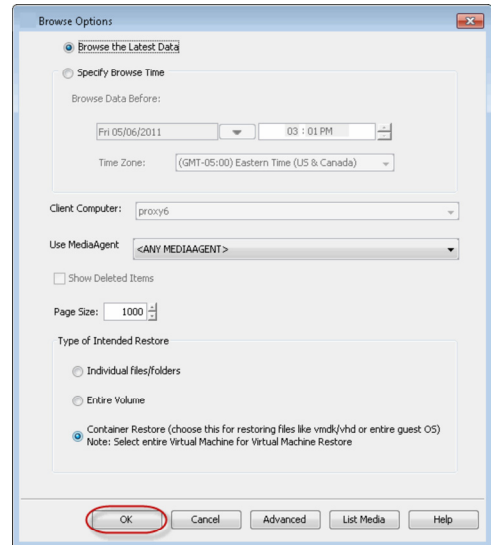 Browse Options
Browse the Latest Data
Specify Browse Time
Browse Data Before:
Fri 05/06/2011 03 : 01 PM
Time Zone: (GMT-05:00) Eastern Time (US & Canada)
Client Computer: proxy6
Use MediaAgent <ANY MEDIAAGENT>
Show Deleted Items
Page Size: 1000
Type of Intended Restore
Individual files/folders
Entire Volume
Container Restore (choose this for restoring files like vmdk/vhd or entire guest OS)
Note: Select entire Virtual Machine for Virtual Machine Restore
OK Cancel Advanced List Media Help